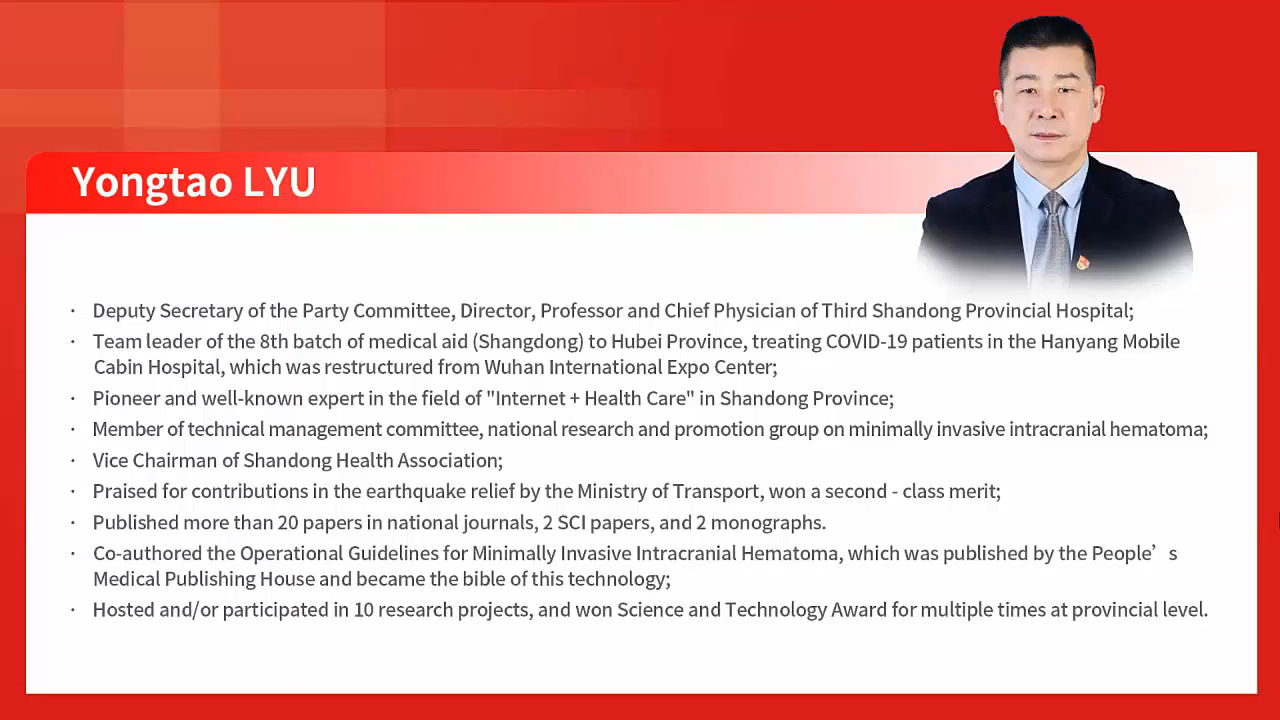 Yongtao LYU
· Deputy Secretary of the Party Committee, Director, Professor and Chief Physician of Third Shandong Provincial Hospital;
· Team leader of the 8th batch of medical aid (Shangdong) to Hubei Province, treating COVID-19 patients in the Hanyang Mobile
Cabin Hospital, which was restructured from Wuhan International Expo Center;
· Pioneer and well-known expert in the field of "Internet + Health Care" in Shandong Province;
· Member of technical management committee, national research and promotion group on minimally invasive intracranial hematoma;
· Vice Chairman of Shandong Health Association;
· Praised for contributions in the earthquake relief by the Ministry of Transport, won a second - class merit;
· Published more than 20 papers in national journals, 2 SCI papers, and 2 monographs.
· Co-authored the Operational Guidelines for Minimally Invasive Intracranial Hematoma, which was published by the People’s
Medical Publishing House and became the bible of this technology;
· Hosted and/or participated in 10 research projects, and won Science and Technology Award for multiple times at provincial level.